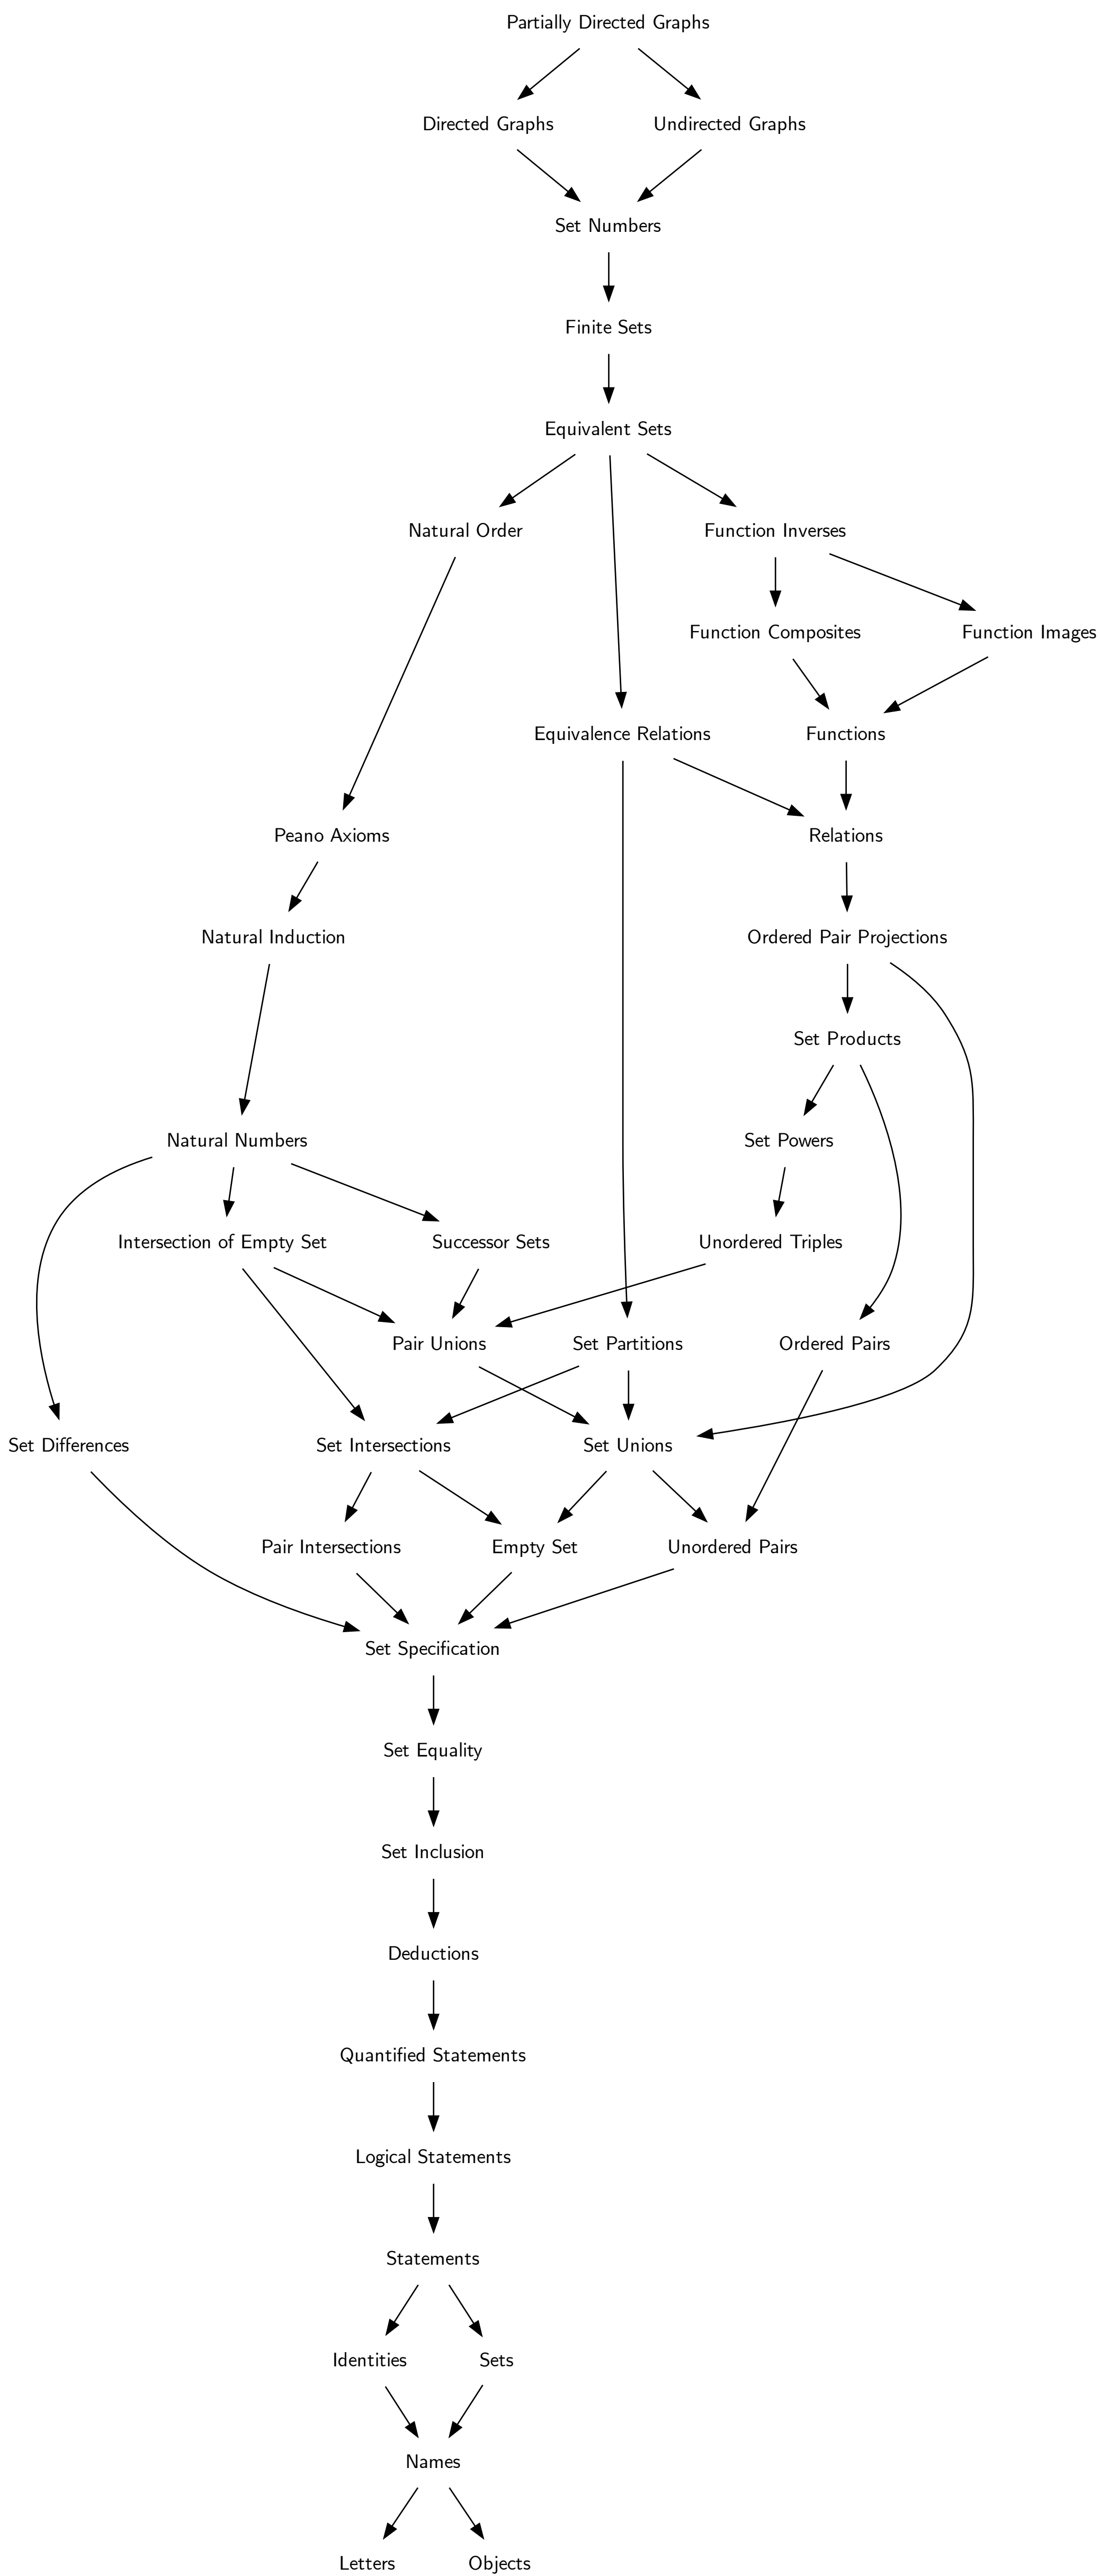 Partially Directed Graphs
Directed Graphs
Undirected Graphs
Set Numbers
Finite Sets
Equivalent Sets
Natural Order
Function Inverses
Function Composites
Function Images
Equivalence Relations
Functions
Peano Axioms
Relations
Natural Induction
Ordered Pair Projections
Set Products
Natural Numbers
Set Powers
Intersection of Empty Set
Successor Sets
Unordered Triples
Pair Unions
Set Partitions
Ordered Pairs
Set Differences
Set Intersections
Set Unions
Pair Intersections
Empty Set
Unordered Pairs
Set Specification
Set Equality
Set Inclusion
Deductions
Quantified Statements
Logical Statements
Statements
Identities
Sets
Names
Letters
Objects